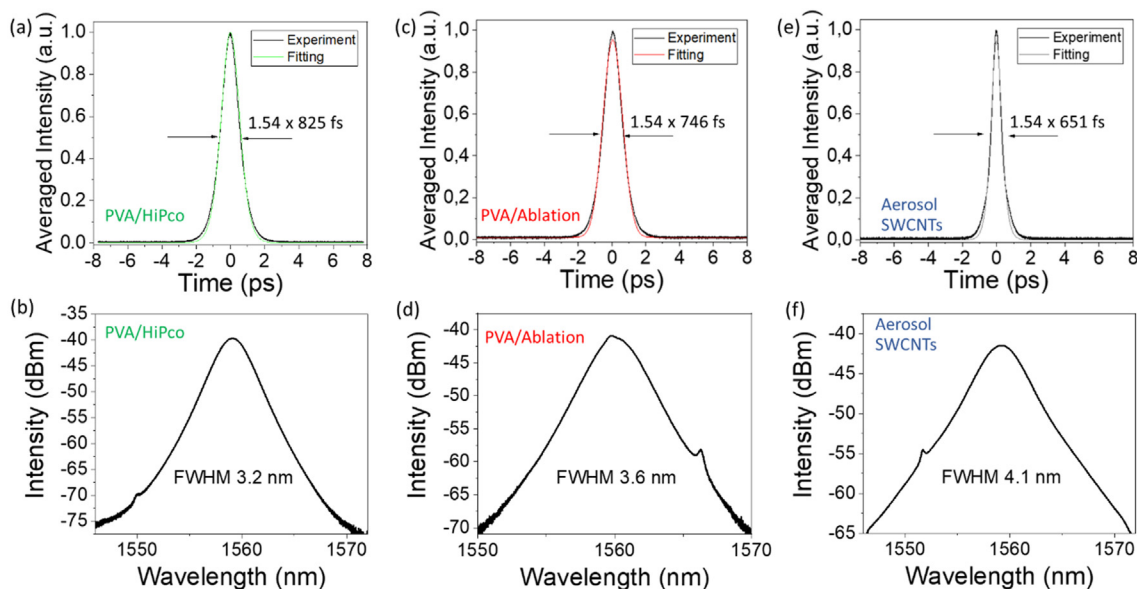 (a)
Averaged Intensity (a.u.)
1.0
0.8
0.6
0.4
0.2
0.0
Experiment
Fitting
1.54 x 825 fs
PVA/HiPco
-8 -6 -4 -2 0 2 4 6 8
Time (ps)
(c)
Averaged Intensity (a.u.)
1,0
0,8
0,6
0,4
0,2
0,0
Experiment
Fitting
1.54 x 746 fs
PVA/Ablation
-8 -6 -4 -2 0 2 4 6 8
Time (ps)
(e)
Averaged Intensity (a.u.)
1,0
0,8
0,6
0,4
0,2
0,0
Experiment
Fitting
1.54 x 651 fs
Aerosol
SWCNTs
-8 -6 -4 -2 0 2 4 6 8
Time (ps)
(b)
PVA/HiPco
Intensity (dBm)
-35
-40
-45
-50
-55
-60
-65
-70
-75
FWHM 3.2 nm
1550 1560 1570
Wavelength (nm)
(d)
PVA/Ablation
Intensity (dBm)
-40
-45
-50
-55
-60
-65
-70
FWHM 3.6 nm
1550 1560 1570
Wavelength (nm)
(f)
Aerosol
SWCNTs
Intensity (dBm)
-40
-45
-50
-55
-60
-65
FWHM 4.1 nm
1550 1560 1570
Wavelength (nm)